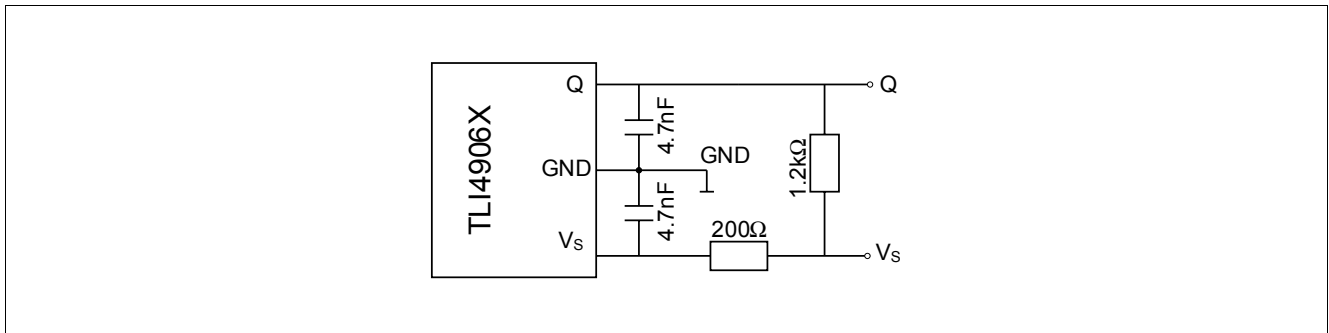 TLI4906X
Q
Q
4.7nF
GND
GND
1.2kΩ
4.7nF
200Ω
VS
VS